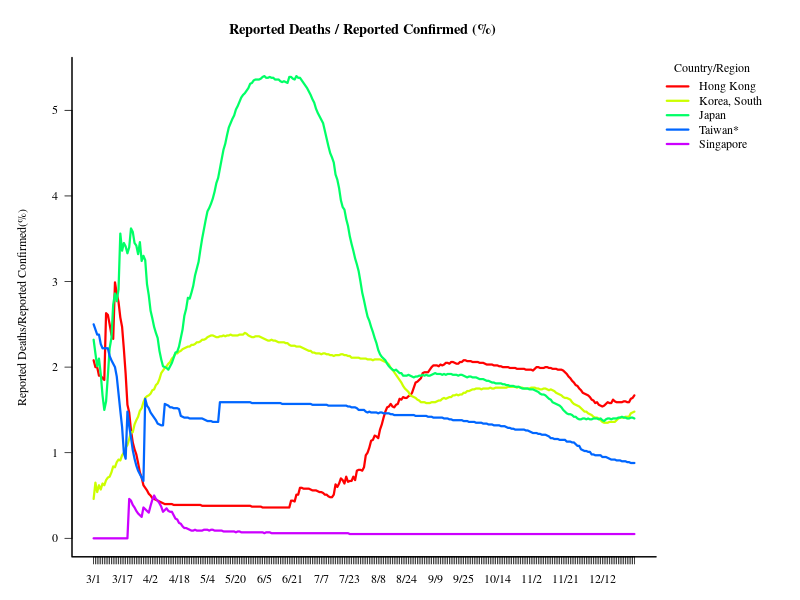 Reported Deaths / Reported Confirmed (%)
Country/Region
Hong Kong
Korea, South
Japan
Taiwan*
Singapore
Reported Deaths/Reported Confirmed(%)
5
4
3
2
1
0
3/1 3/17 4/2 4/18 5/4 5/20 6/5 6/21 7/7 7/23 8/8 8/24 9/9 9/25 10/14 11/2 11/21 12/12